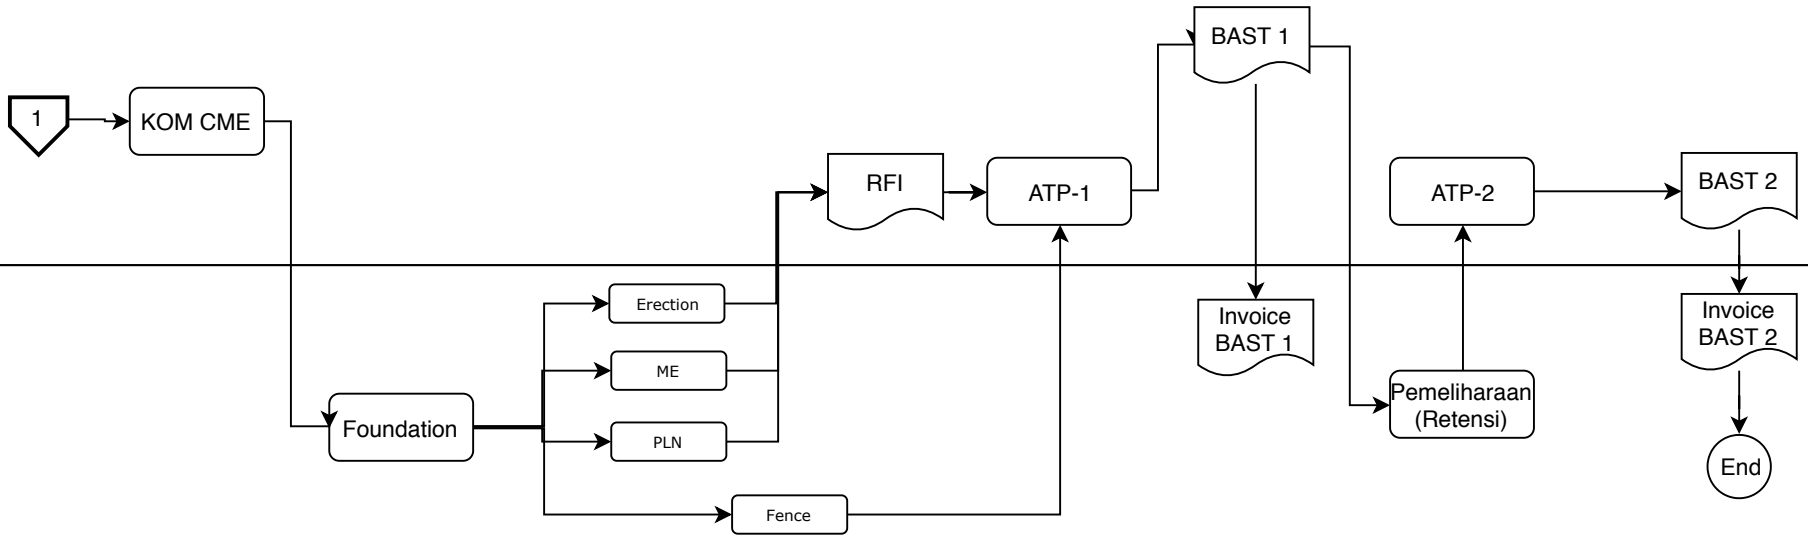 1
KOM CME
Foundation
Erection
ME
PLN
Fence
RFI
ATP-1
BAST 1
Invoice
BAST 1
Pemeliharaan
(Retensi)
ATP-2
BAST 2
Invoice
BAST 2
End